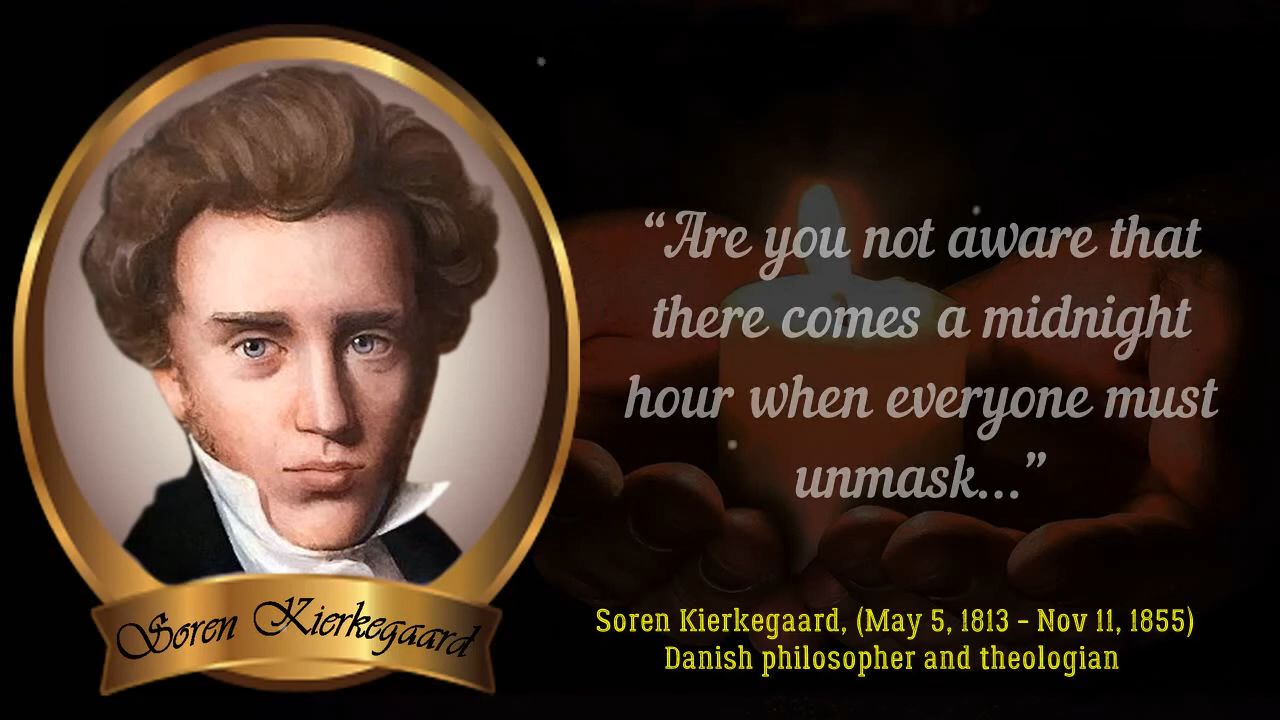 “Are you not aware that
there comes a midnight
hour when everyone must
unmask...”
Soren Kierkegaard
Soren Kierkegaard, (May 5, 1813 - Nov 11, 1855)
Danish philosopher and theologian